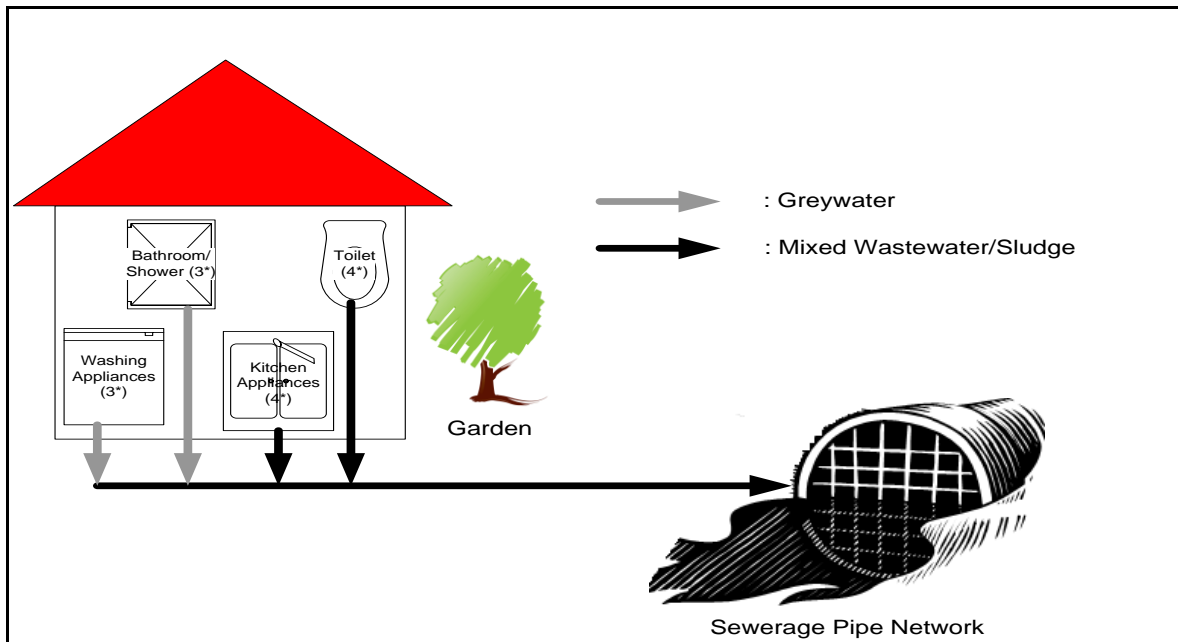 Bathroom/
Shower (3*)
Toilet
(4*)
Washing
Appliances
(3*)
Kitchen
Appliances
(4*)
Garden
: Greywater
: Mixed Wastewater/Sludge
Sewerage Pipe Network